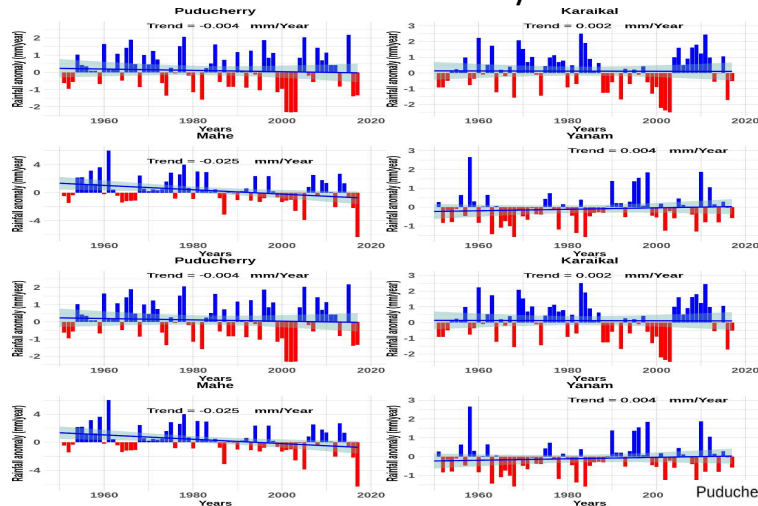 Puducherry
Karaikal
Trend = -0.004 mm/Year
Trend = 0.002 mm/Year
Rainfall anomaly (mm/year)
2
1
0
-1
-2
Rainfall anomaly (mm/year)
3
2
1
0
-1
-2
1960
1980
2000
2020
1960
1980
2000
2020
Years
Years
Mahe
Yanam
Trend = -0.025 mm/Year
Trend = 0.004 mm/Year
Rainfall anomaly (mm/year)
4
0
-4
Rainfall anomaly (mm/year)
3
2
1
0
-1
1960
1980
2000
2020
1960
1980
2000
2020
Years
Years
Puducherry
Karaikal
Trend = -0.004 mm/Year
Trend = 0.002 mm/Year
Rainfall anomaly (mm/year)
2
1
0
-1
-2
Rainfall anomaly (mm/year)
3
2
1
0
-1
-2
1960
1980
2000
2020
1960
1980
2000
2020
Years
Years
Mahe
Yanam
Trend = -0.025 mm/Year
Trend = 0.004 mm/Year
Rainfall anomaly (mm/year)
4
0
-4
Rainfall anomaly (mm/year)
3
2
1
0
-1
1960
1980
2000
2020
1960
1980
200
Years
Years
Puduche